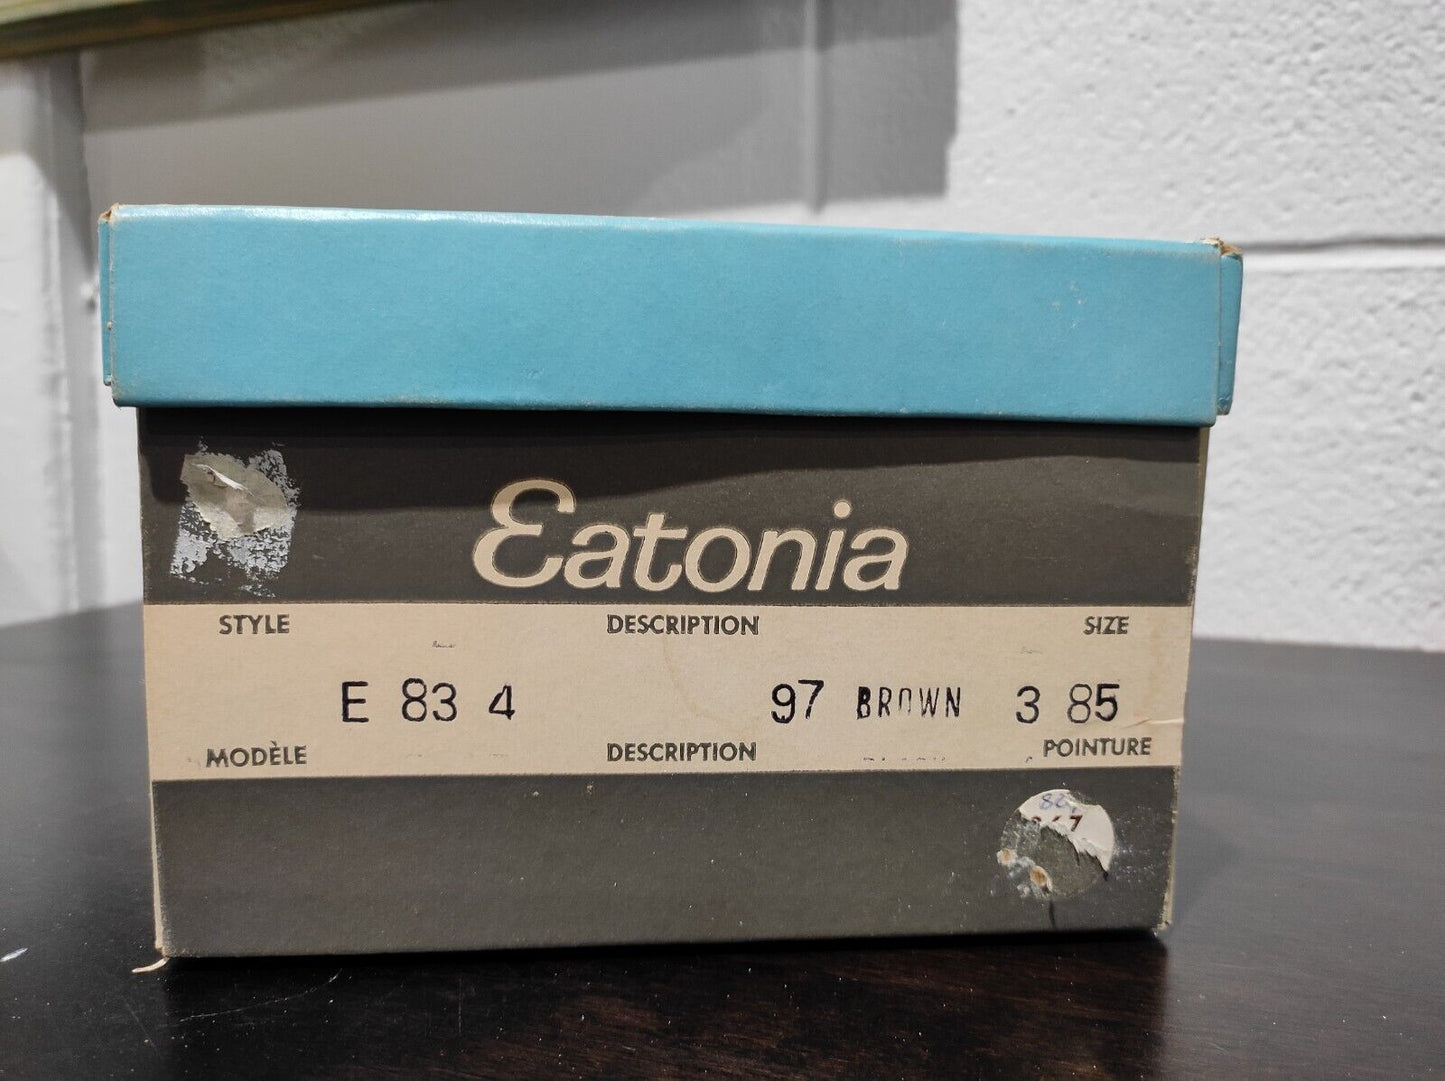 Eatonia
STYLE DESCRIPTION SIZE
E 83 4 97 BROWN 3 85
MODÈLE DESCRIPTION POINTURE